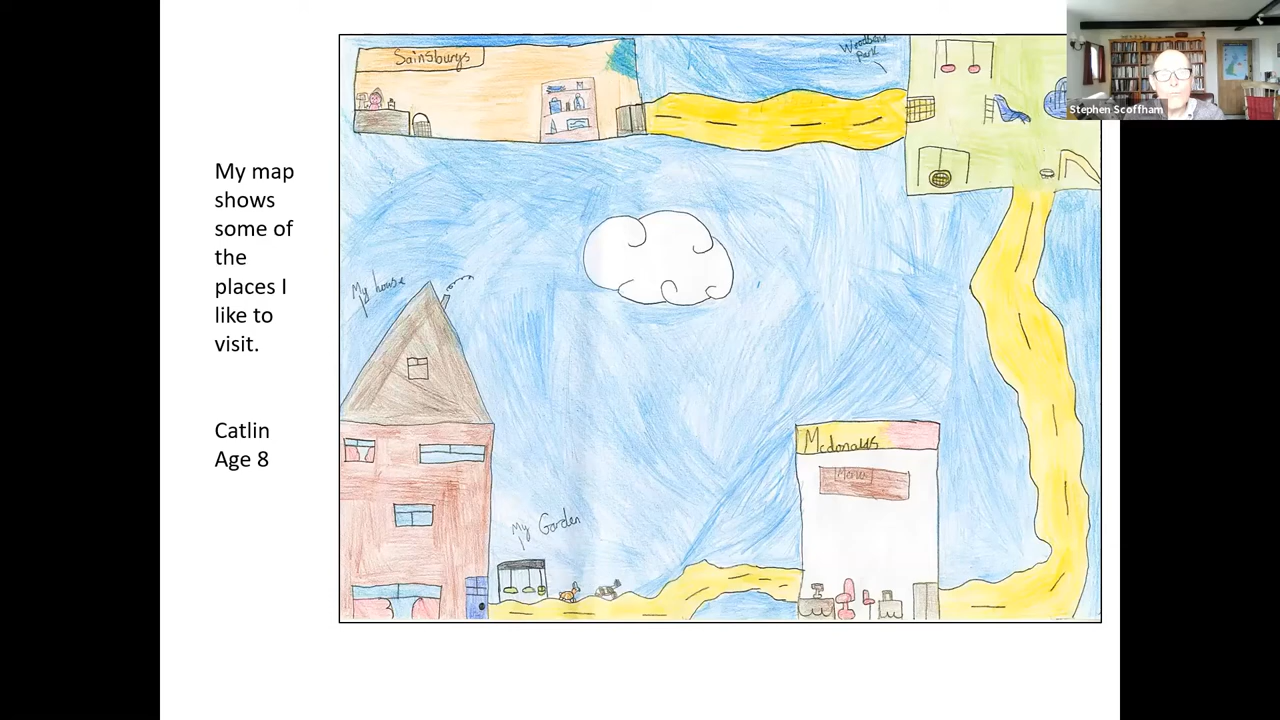 My map
shows
some of
the
places I
like to
visit.
Catlin
Age 8
Sainsburys
Park
My house
My Garden
Mcdonalds
Menu
Stephen Scoffham